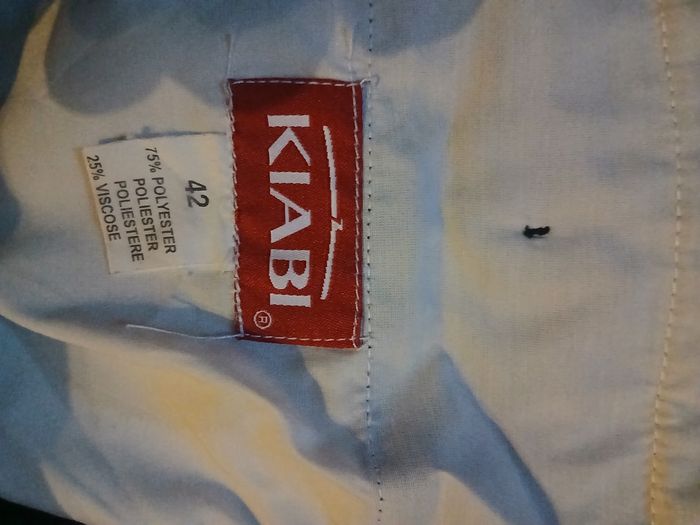 KIABI
®
42
75% POLYESTER
POLIESTER
POLIESTERE
25% VISCOSE